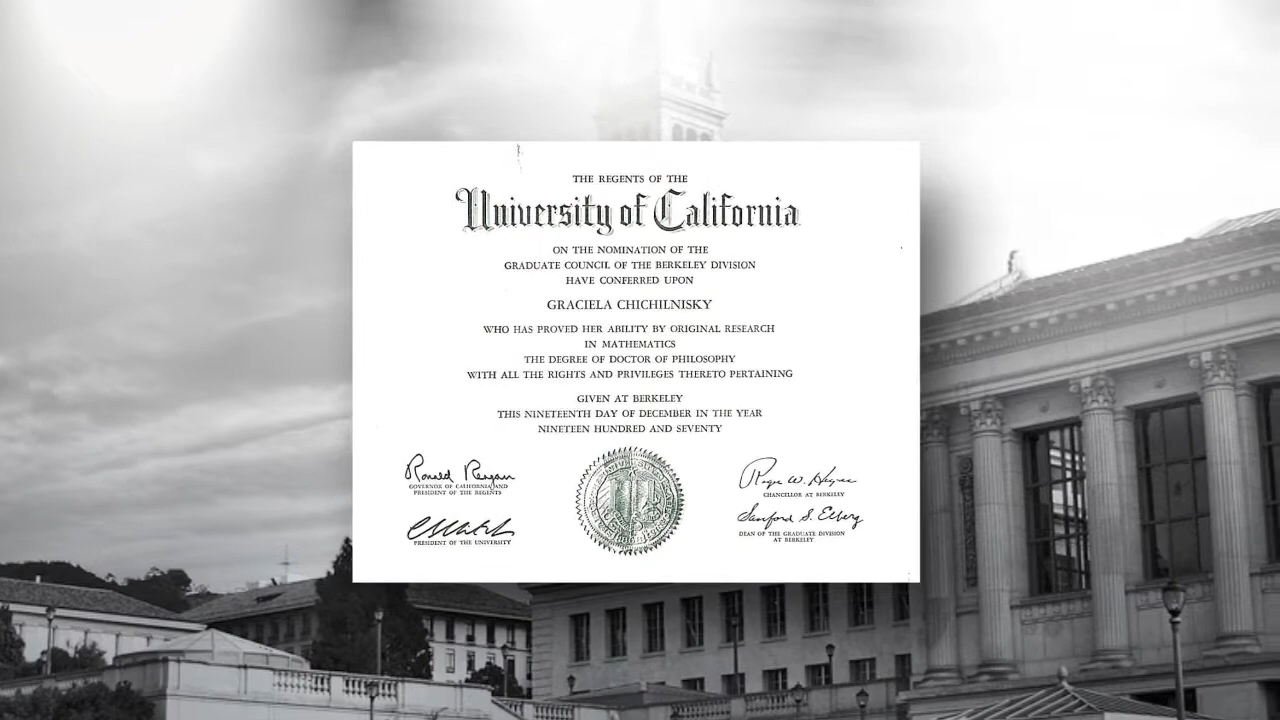 THE REGENTS OF THE
University of California
ON THE NOMINATION OF THE
GRADUATE COUNCIL OF THE BERKELEY DIVISION
HAVE CONFERRED UPON
GRACIELA CHICHILNISKY
WHO HAS PROVED HER ABILITY BY ORIGINAL RESEARCH
IN MATHEMATICS
THE DEGREE OF DOCTOR OF PHILOSOPHY
WITH ALL THE RIGHTS AND PRIVILEGES THERETO PERTAINING
GIVEN AT BERKELEY
THIS NINETEENTH DAY OF DECEMBER IN THE YEAR
NINETEEN HUNDRED AND SEVENTY
Ronald Reagan
GOVERNOR OF CALIFORNIA AND
PRESIDENT OF THE REGENTS
PRESIDENT OF THE UNIVERSITY
Roger W. Heyns
CHANCELLOR AT BERKELEY
Sanford S. Elberg
DEAN OF THE GRADUATE DIVISION
AT BERKELEY